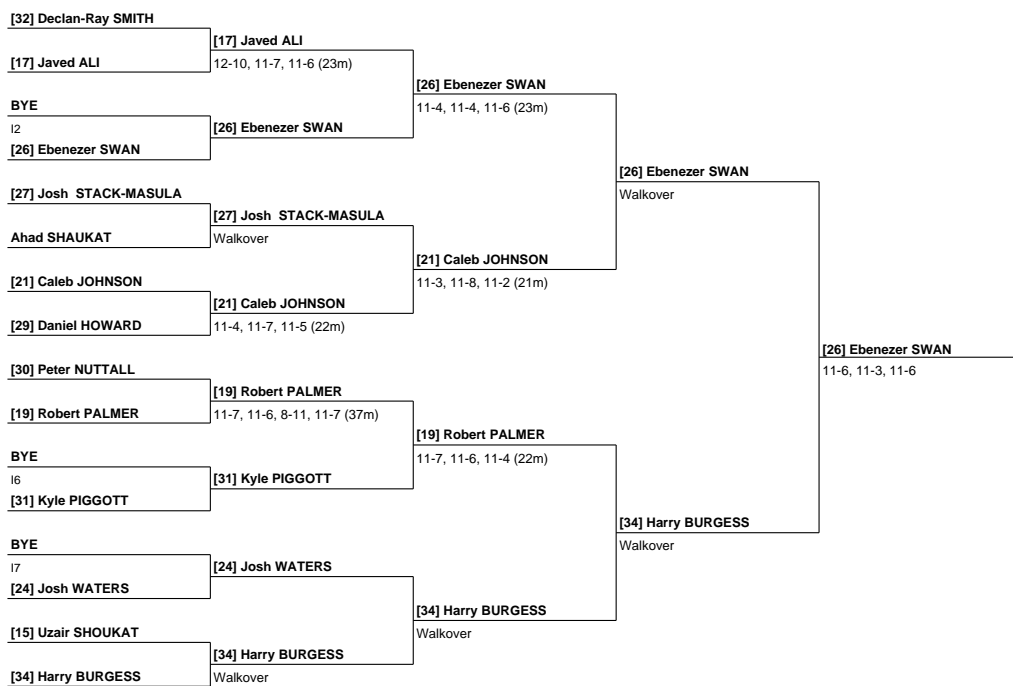 [32] Declan-Ray SMITH
[17] Javed ALI
BYE
I2
[26] Ebenezer SWAN
[27] Josh STACK-MASULA
Ahad SHAUKAT
[21] Caleb JOHNSON
[29] Daniel HOWARD
[30] Peter NUTTALL
[19] Robert PALMER
BYE
I6
[31] Kyle PIGGOTT
BYE
I7
[24] Josh WATERS
[15] Uzair SHOUKAT
[34] Harry BURGESS
[17] Javed ALI
12-10, 11-7, 11-6 (23m)
[26] Ebenezer SWAN
[27] Josh STACK-MASULA
Walkover
[21] Caleb JOHNSON
11-4, 11-7, 11-5 (22m)
[19] Robert PALMER
11-7, 11-6, 8-11, 11-7 (37m)
[31] Kyle PIGGOTT
[24] Josh WATERS
[34] Harry BURGESS
Walkover
[26] Ebenezer SWAN
11-4, 11-4, 11-6 (23m)
[21] Caleb JOHNSON
11-3, 11-8, 11-2 (21m)
[19] Robert PALMER
11-7, 11-6, 11-4 (22m)
[34] Harry BURGESS
Walkover
[26] Ebenezer SWAN
Walkover
[34] Harry BURGESS
Walkover
[26] Ebenezer SWAN
11-6, 11-3, 11-6